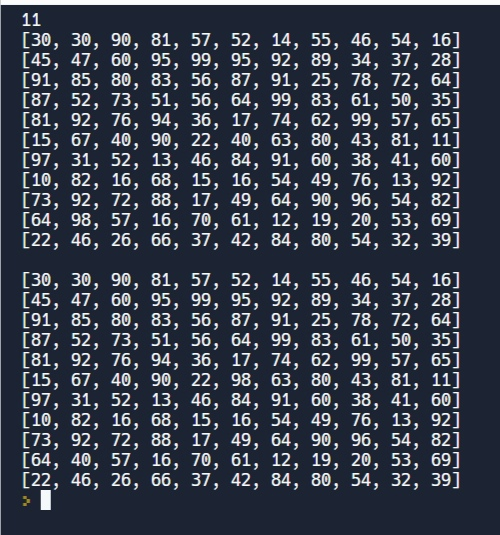 11
[30, 30, 90, 81, 57, 52, 14, 55, 46, 54, 16]
[45, 47, 60, 95, 99, 95, 92, 89, 34, 37, 28]
[91, 85, 80, 83, 56, 87, 91, 25, 78, 72, 64]
[87, 52, 73, 51, 56, 64, 99, 83, 61, 50, 35]
[81, 92, 76, 94, 36, 17, 74, 62, 99, 57, 65]
[15, 67, 40, 90, 22, 40, 63, 80, 43, 81, 11]
[97, 31, 52, 13, 46, 84, 91, 60, 38, 41, 60]
[10, 82, 16, 68, 15, 16, 54, 49, 76, 13, 92]
[73, 92, 72, 88, 17, 49, 64, 90, 96, 54, 82]
[64, 98, 57, 16, 70, 61, 12, 19, 20, 53, 69]
[22, 46, 26, 66, 37, 42, 84, 80, 54, 32, 39]

[30, 30, 90, 81, 57, 52, 14, 55, 46, 54, 16]
[45, 47, 60, 95, 99, 95, 92, 89, 34, 37, 28]
[91, 85, 80, 83, 56, 87, 91, 25, 78, 72, 64]
[87, 52, 73, 51, 56, 64, 99, 83, 61, 50, 35]
[81, 92, 76, 94, 36, 17, 74, 62, 99, 57, 65]
[15, 67, 40, 90, 22, 98, 63, 80, 43, 81, 11]
[97, 31, 52, 13, 46, 84, 91, 60, 38, 41, 60]
[10, 82, 16, 68, 15, 16, 54, 49, 76, 13, 92]
[73, 92, 72, 88, 17, 49, 64, 90, 96, 54, 82]
[64, 40, 57, 16, 70, 61, 12, 19, 20, 53, 69]
[22, 46, 26, 66, 37, 42, 84, 80, 54, 32, 39]
>